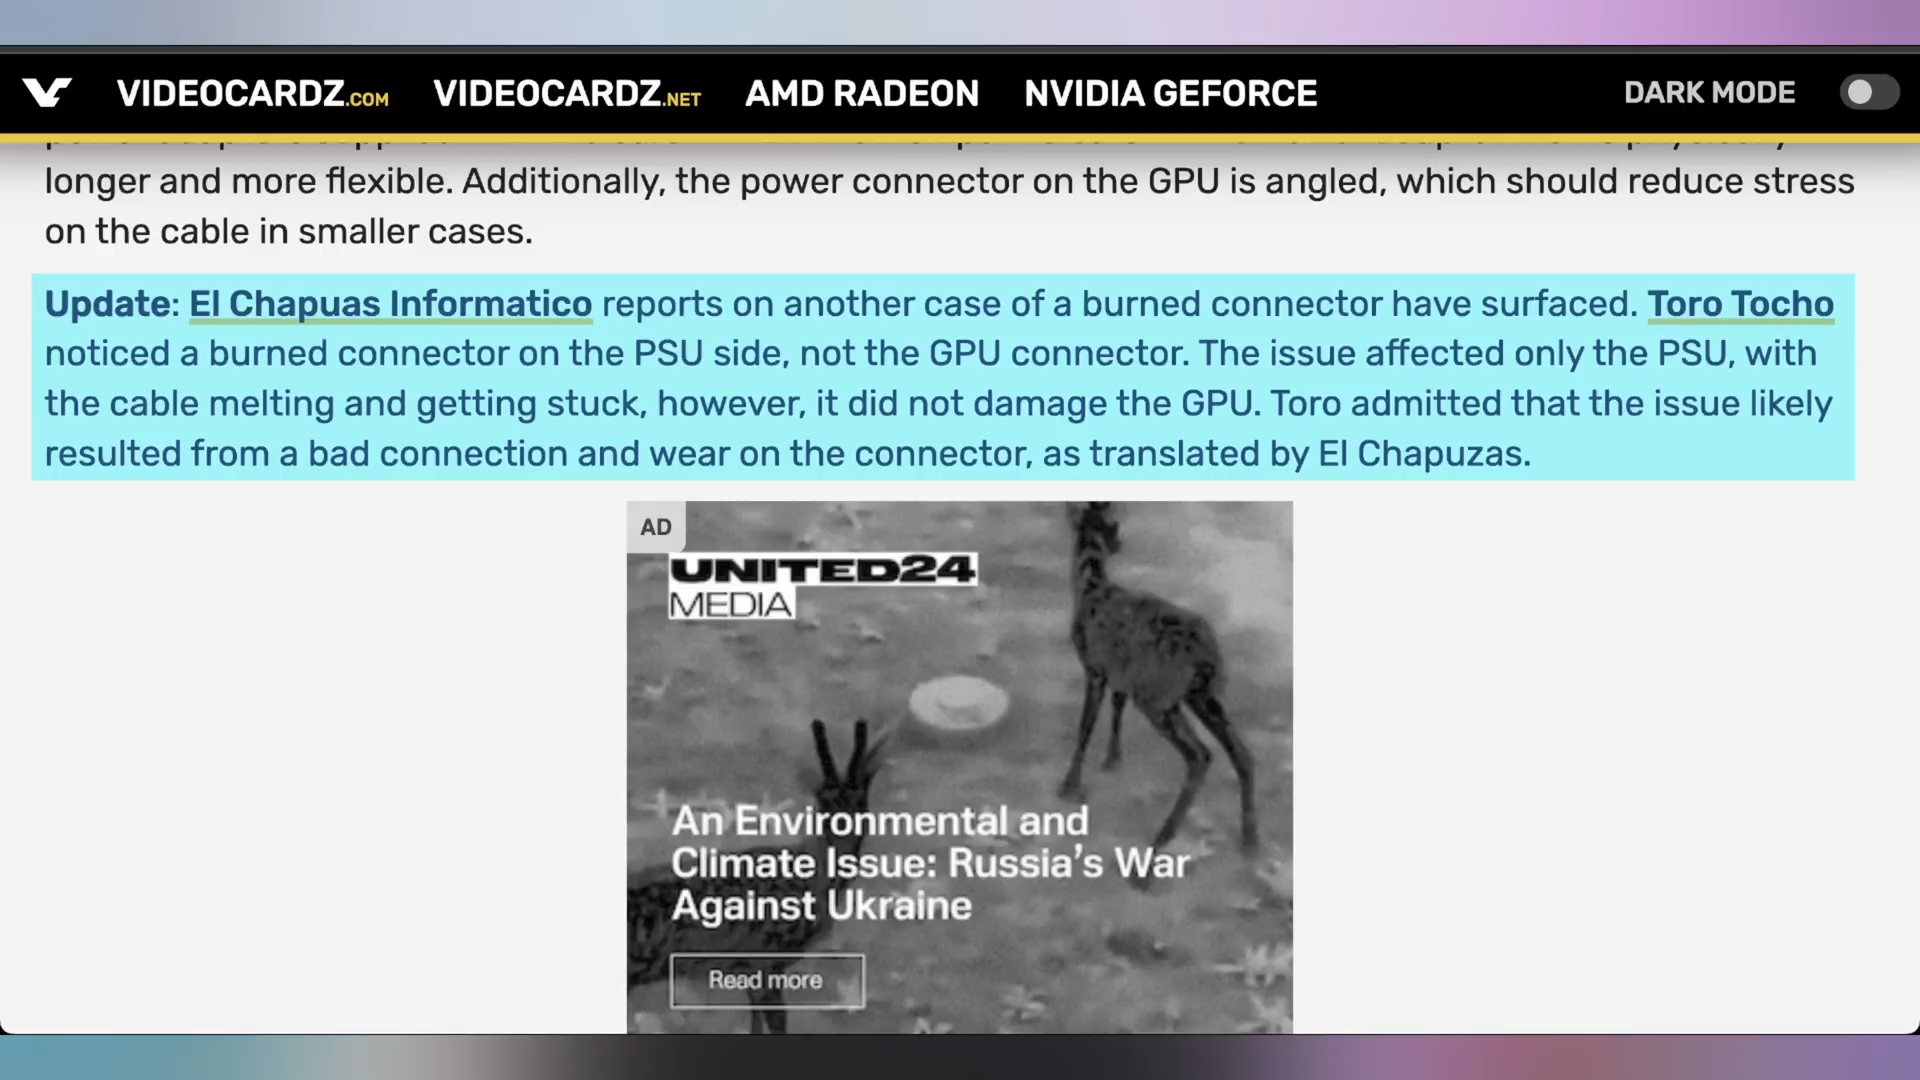 VIDEOCARDZ.COM VIDEOCARDZ.NET AMD RADEON NVIDIA GEFORCE DARK MODE
longer and more flexible. Additionally, the power connector on the GPU is angled, which should reduce stress
on the cable in smaller cases.
Update: El Chapuas Informatico reports on another case of a burned connector have surfaced. Toro Tocho
noticed a burned connector on the PSU side, not the GPU connector. The issue affected only the PSU, with
the cable melting and getting stuck, however, it did not damage the GPU. Toro admitted that the issue likely
resulted from a bad connection and wear on the connector, as translated by El Chapuzas.
AD
UNITED24
MEDIA
An Environmental and
Climate Issue: Russia's War
Against Ukraine
Read more